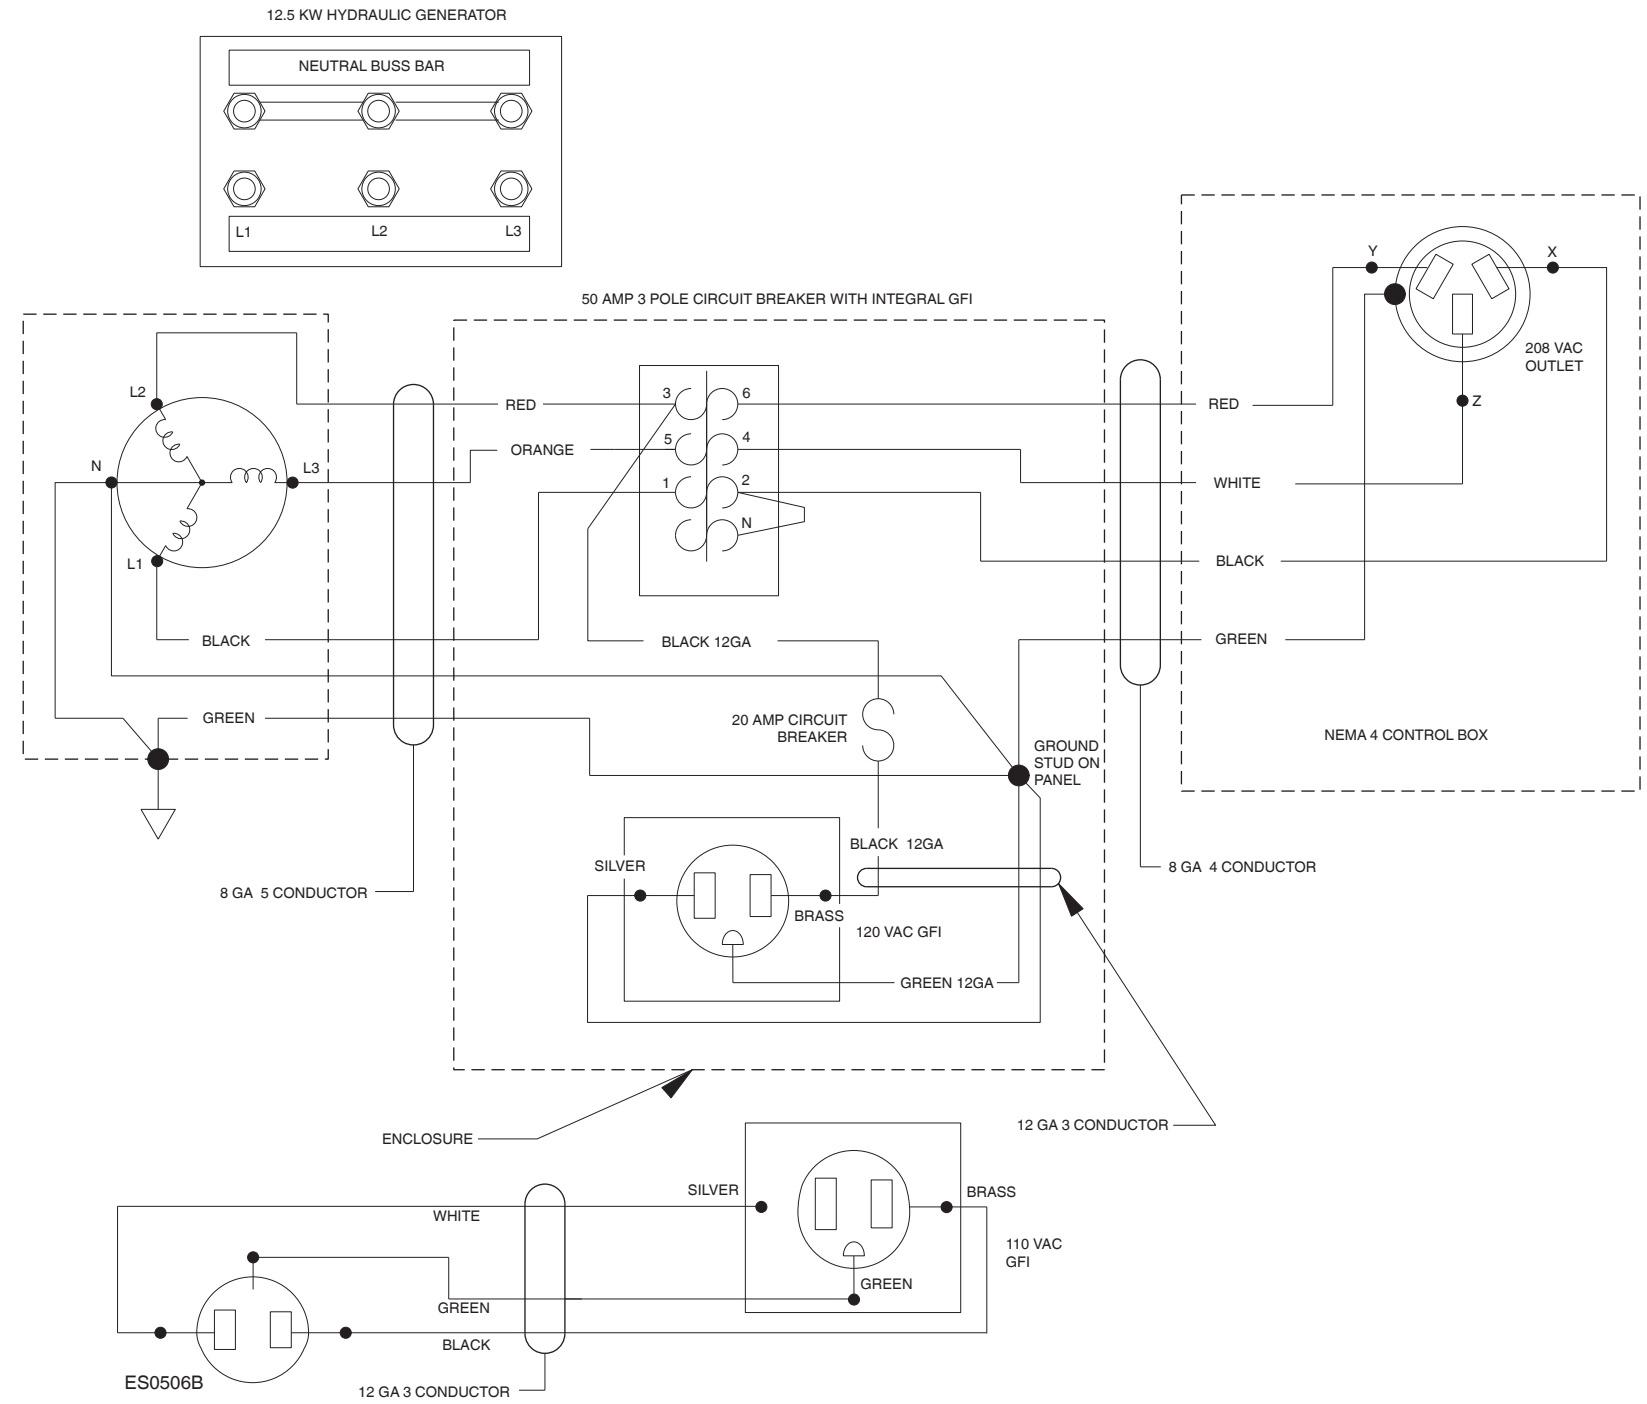 12.5 KW HYDRAULIC GENERATOR
NEUTRAL BUSS BAR
L1 L2 L3
50 AMP 3 POLE CIRCUIT BREAKER WITH INTEGRAL GFI
Y X
208 VAC
OUTLET
Z
L2
N
L3
L1
RED
ORANGE
3 6
5 4
1 2
N
RED
WHITE
BLACK
GREEN
BLACK
GREEN
BLACK 12GA
20 AMP CIRCUIT
BREAKER
GROUND
STUD ON
PANEL
NEMA 4 CONTROL BOX
BLACK 12GA
SILVER
BRASS
120 VAC GFI
GREEN 12GA
8 GA 5 CONDUCTOR
8 GA 4 CONDUCTOR
ENCLOSURE
12 GA 3 CONDUCTOR
SILVER
BRASS
WHITE
110 VAC
GFI
GREEN
GREEN
BLACK
ES0506B
12 GA 3 CONDUCTOR